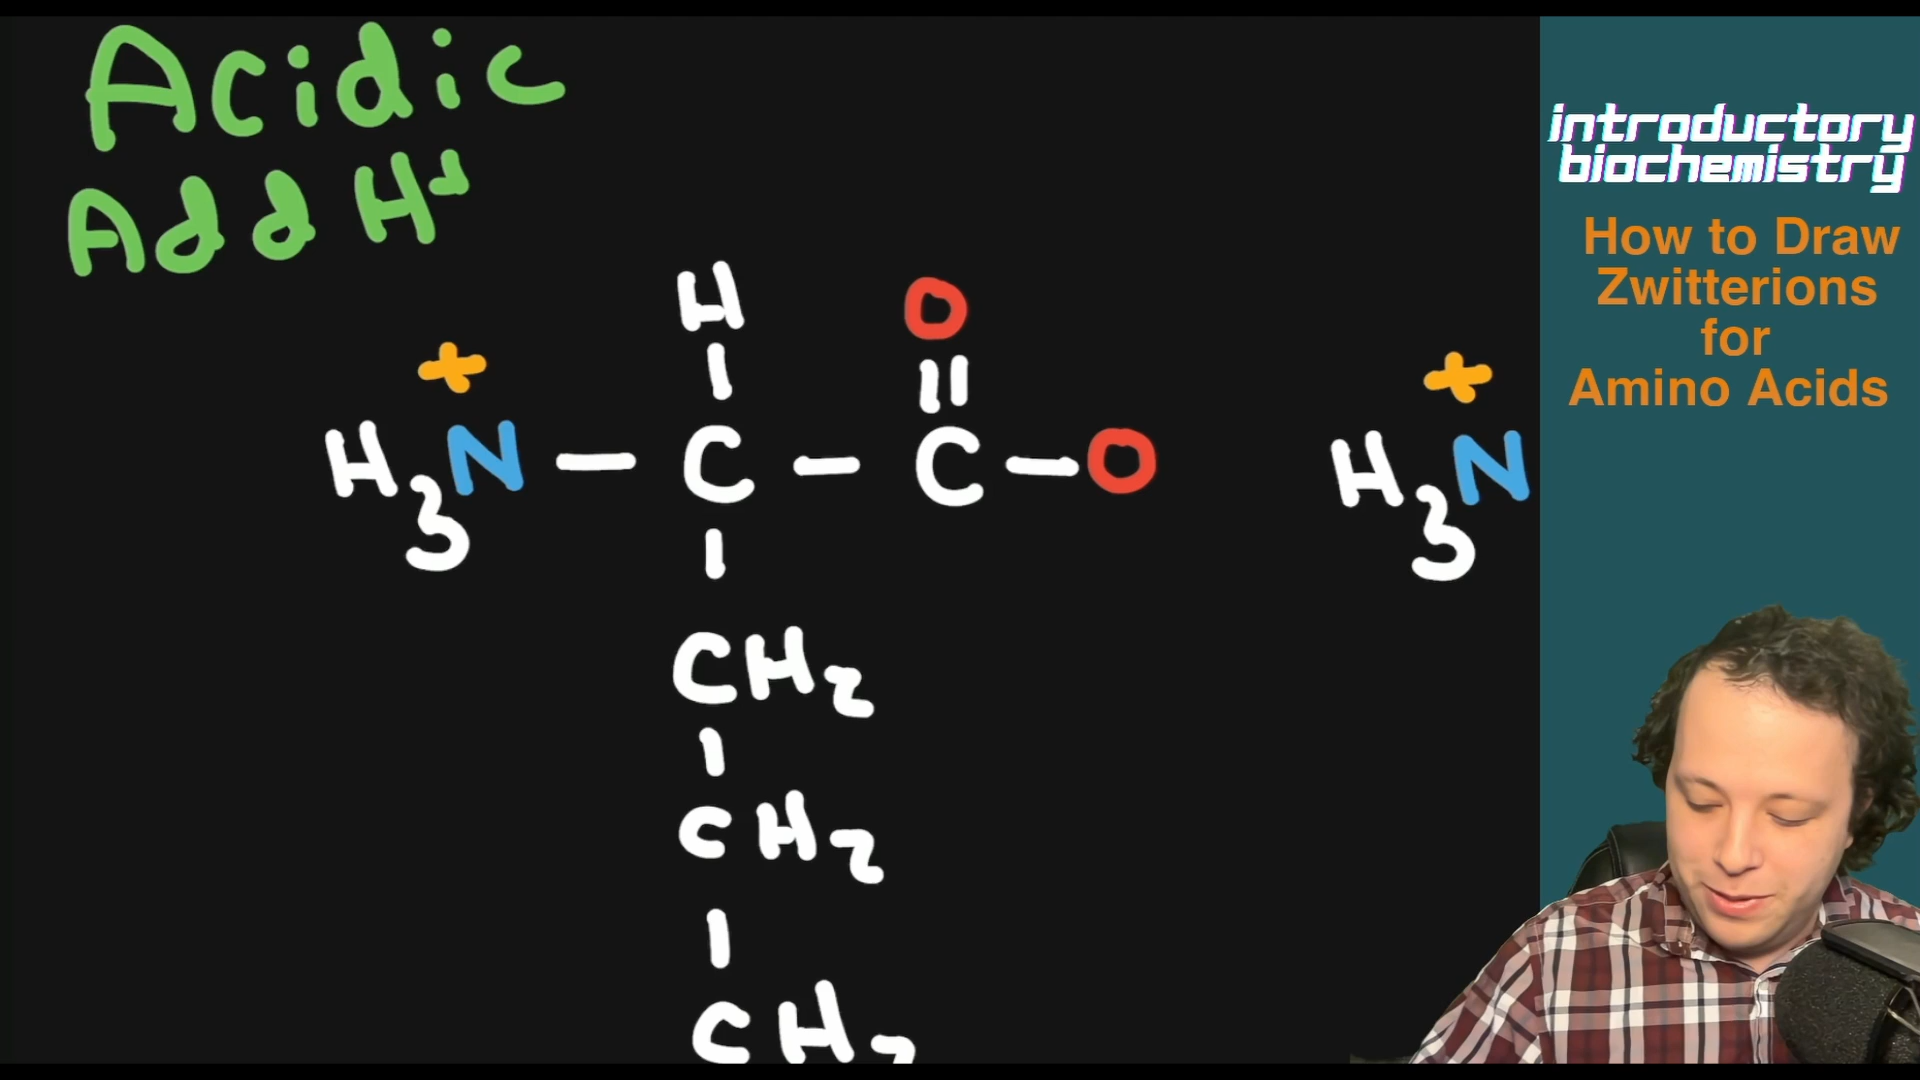 Acidic
Add H+
H
O
+
+
H3N - C - C - O
H3N
CH2
CH2
CH2
introductory
biochemistry
How to Draw
Zwitterions
for
Amino Acids